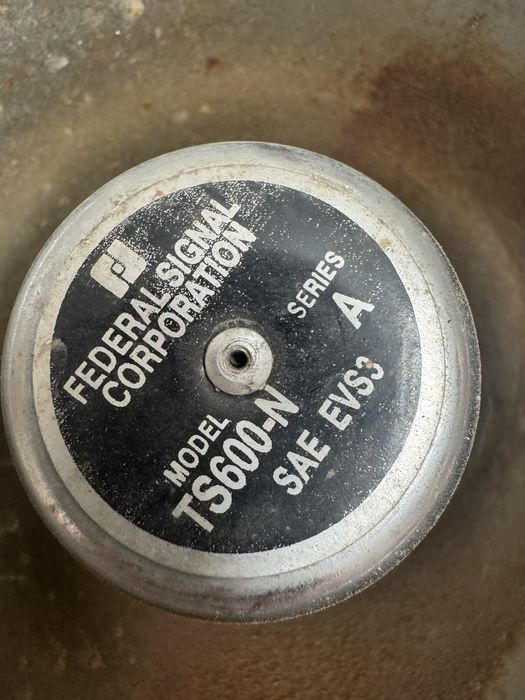 FEDERAL SIGNAL
CORPORATION
SERIES
A
MODEL
TS600-N
SAE EVS3